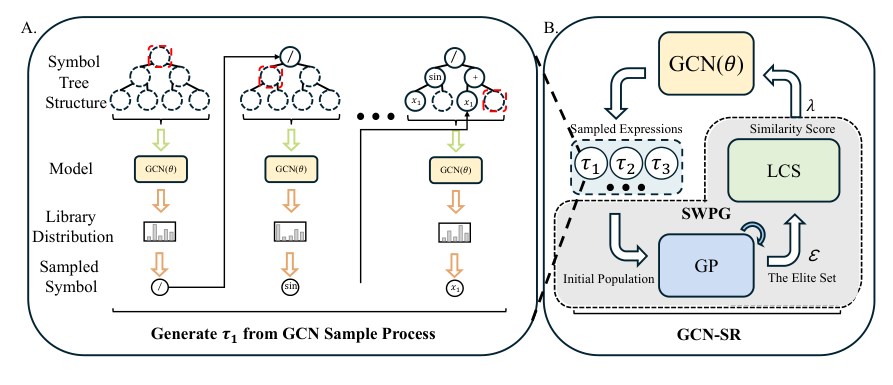 A.
Symbol
Tree
Structure
/
sin
/
+
x₁
x₁
Model
GCN(θ)
GCN(θ)
GCN(θ)
Library
Distribution
Sampled
Symbol
/
sin
x₁
Generate τ₁ from GCN Sample Process
B.
GCN(θ)
λ
Sampled Expressions
Similarity Score
τ₁
τ₂
τ₃
LCS
SWPG
GP
ℰ
Initial Population
The Elite Set
GCN-SR